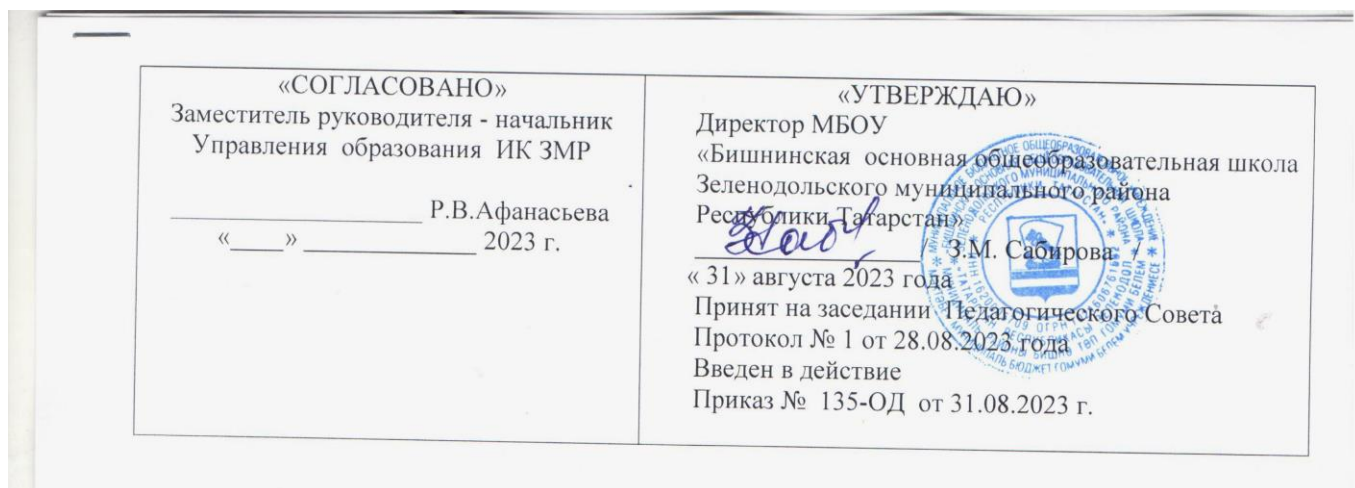 «СОГЛАСОВАНО»
Заместитель руководителя - начальник
Управления образования ИК ЗМР
____________________ Р.В.Афанасьева
«____» ______________ 2023 г.
«УТВЕРЖДАЮ»
Директор МБОУ
«Бишнинская основная общеобразовательная школа
Зеленодольского муниципального района
Республики Татарстан»
__________________/ З.М. Сабирова /
« 31» августа 2023 года
Принят на заседании Педагогического Совета
Протокол № 1 от 28.08.2023 года
Введен в действие
Приказ № 135-ОД от 31.08.2023 г.